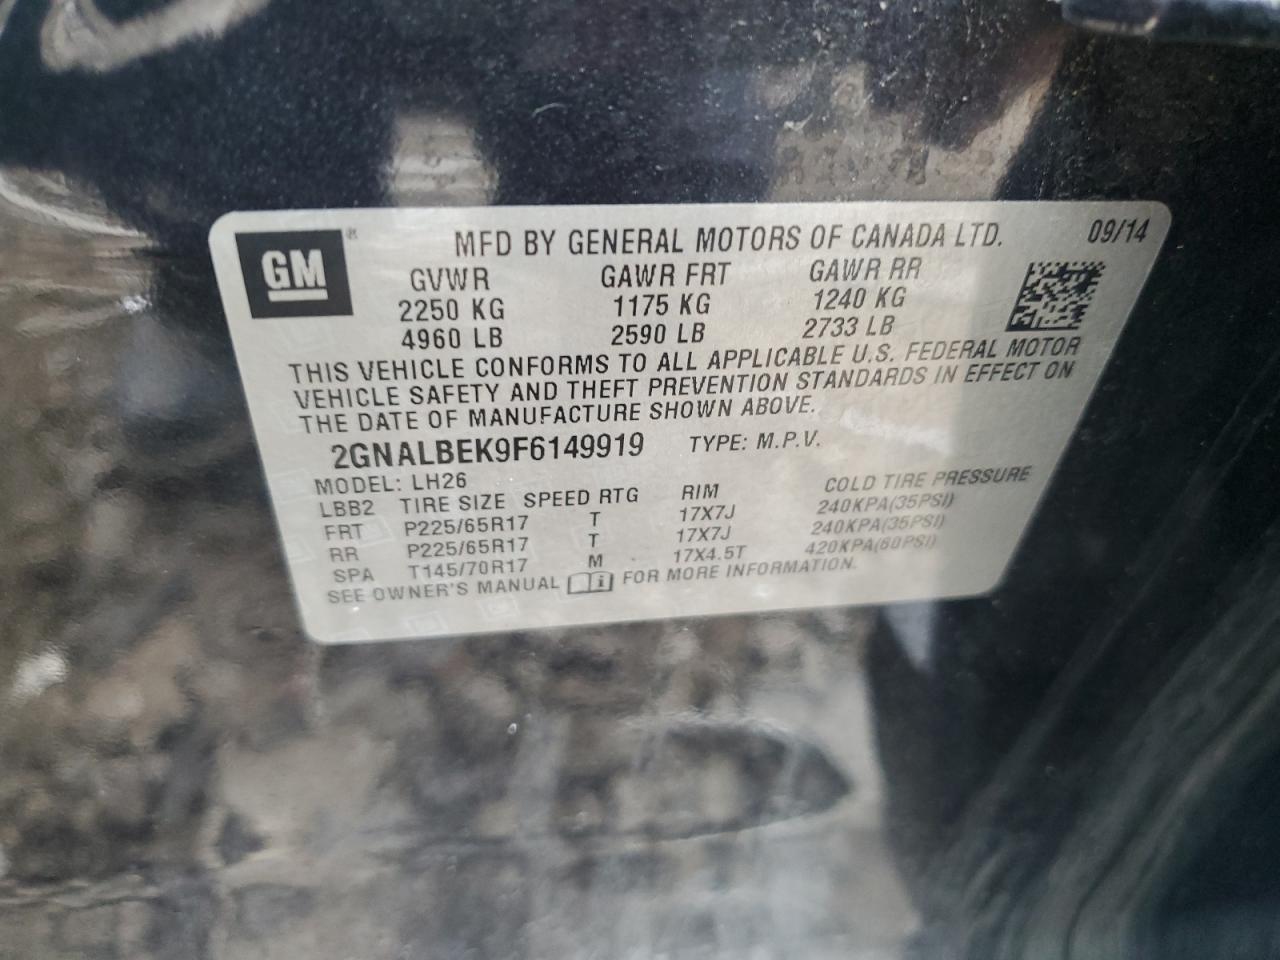 GM®
MFD BY GENERAL MOTORS OF CANADA LTD. 09/14
GVWR GAWR FRT GAWR RR
2250 KG 1175 KG 1240 KG
4960 LB 2590 LB 2733 LB
THIS VEHICLE CONFORMS TO ALL APPLICABLE U.S. FEDERAL MOTOR
VEHICLE SAFETY AND THEFT PREVENTION STANDARDS IN EFFECT ON
THE DATE OF MANUFACTURE SHOWN ABOVE.
2GNALBEK9F6149919 TYPE: M.P.V.
MODEL: LH26
LBB2 TIRE SIZE SPEED RTG RIM COLD TIRE PRESSURE
FRT P225/65R17 T 17X7J 240KPA(35PSI)
RR P225/65R17 T 17X7J 240KPA(35PSI)
SPA T145/70R17 M 17X4.5T 420KPA(60PSI)
SEE OWNER'S MANUAL FOR MORE INFORMATION.